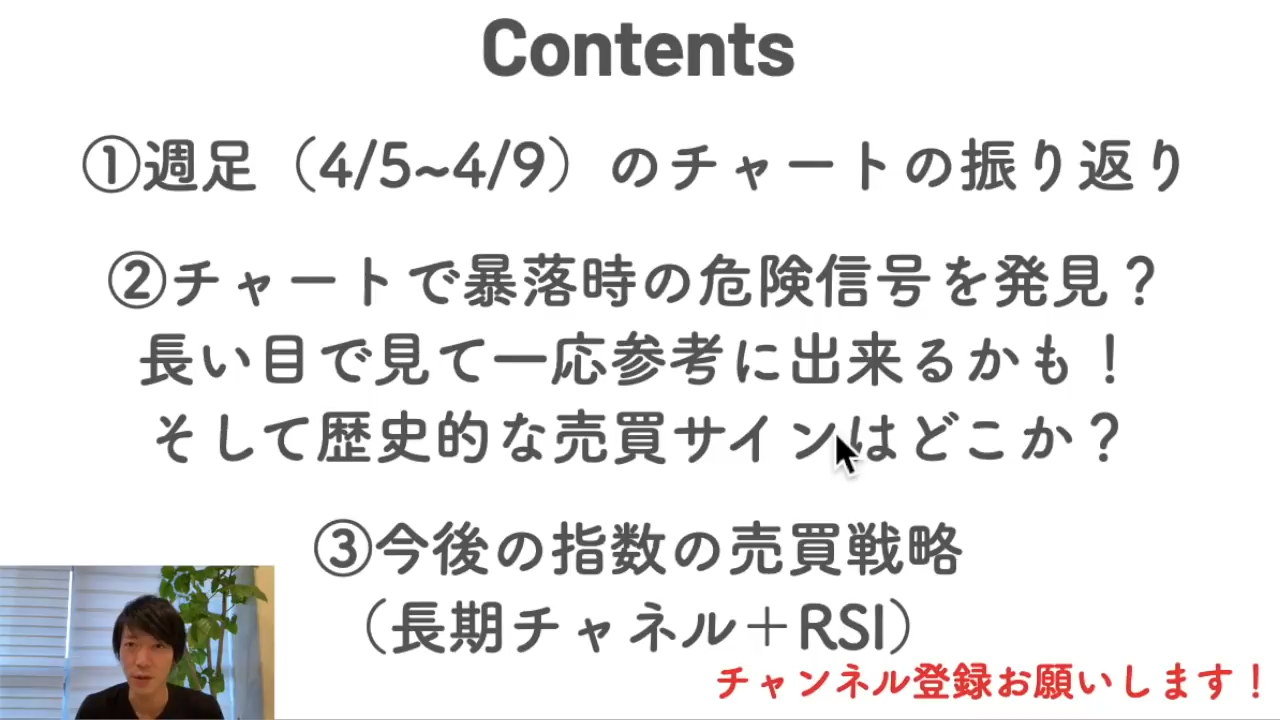 Contents
①週足（4/5~4/9）のチャートの振り返り
②チャートで暴落時の危険信号を発見？
長い目で見て一応参考に出来るかも！
そして歴史的な売買サインはどこか？
③今後の指数の売買戦略
（長期チャネル＋RSI）
チャンネル登録お願いします！